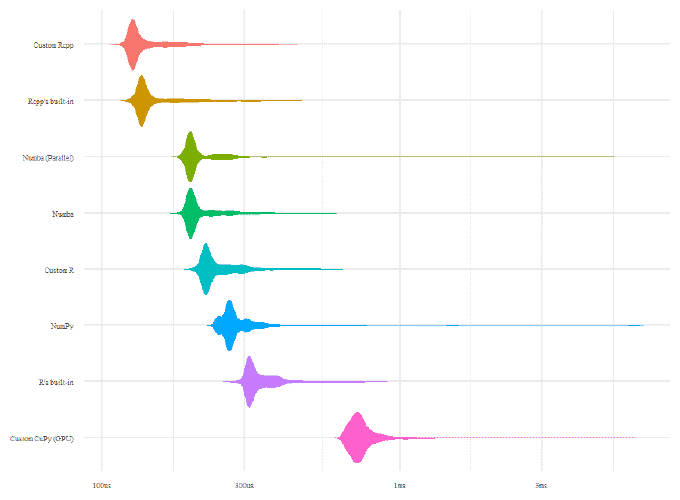 Custom Rcpp
Rcpp's built-in
Numba (Parallel)
Numba
Custom R
NumPy
R's built-in
Custom CuPy (GPU)
100us 300us 1ms 3ms